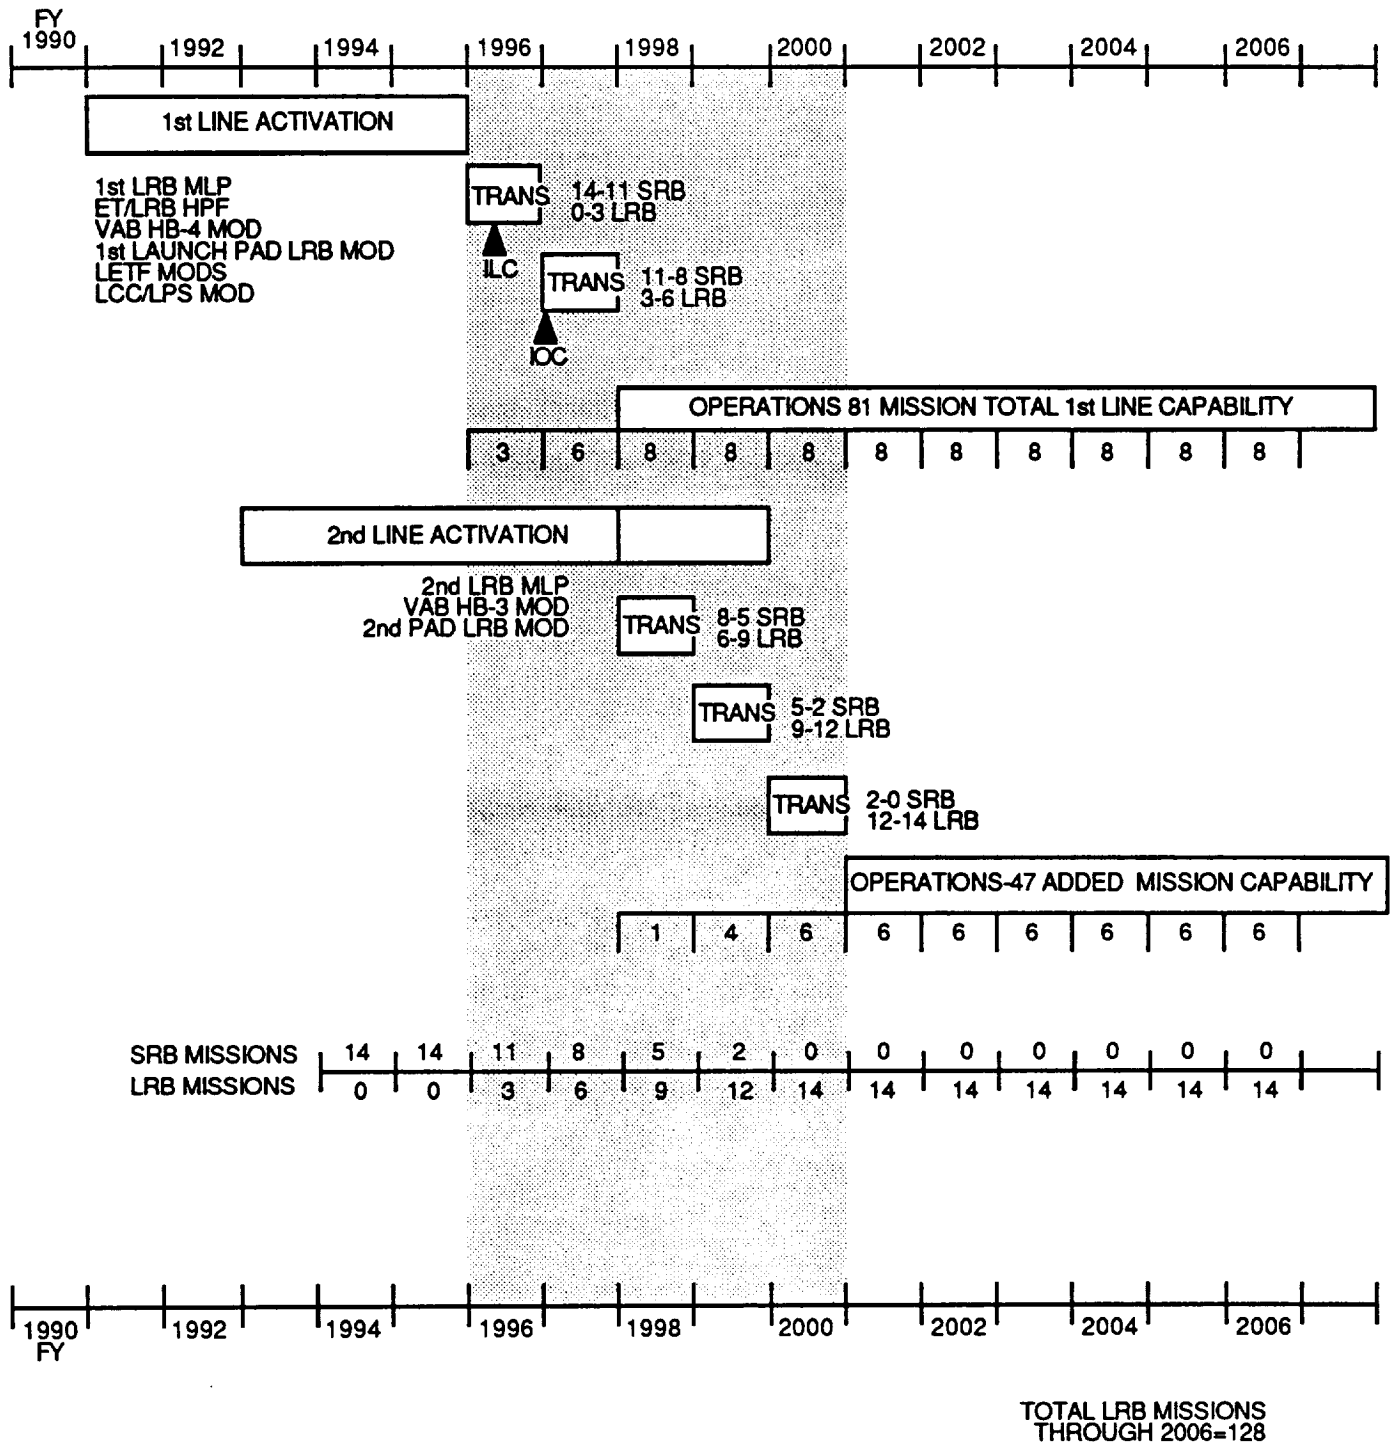 FY
1990 1992 1994 1996 1998 2000 2002 2004 2006
1st LINE ACTIVATION
1st LRB MLP
ET/LRB HPF
VAB HB-4 MOD
1st LAUNCH PAD LRB MOD
LETF MODS
LCC/LPS MOD
TRANS
14-11 SRB
0-3 LRB
ILC
TRANS
11-8 SRB
3-6 LRB
IOC
OPERATIONS 81 MISSION TOTAL 1st LINE CAPABILITY
3 6 8 8 8 8 8 8 8 8 8
2nd LINE ACTIVATION
2nd LRB MLP
VAB HB-3 MOD
2nd PAD LRB MOD
TRANS
8-5 SRB
6-9 LRB
TRANS
5-2 SRB
9-12 LRB
TRANS
2-0 SRB
12-14 LRB
OPERATIONS-47 ADDED MISSION CAPABILITY
1 4 6 6 6 6 6 6 6
SRB MISSIONS 14 14 11 8 5 2 0 0 0 0 0 0 0
LRB MISSIONS 0 0 3 6 9 12 14 14 14 14 14 14 14
1990 1992 1994 1996 1998 2000 2002 2004 2006
FY
TOTAL LRB MISSIONS
THROUGH 2006=128